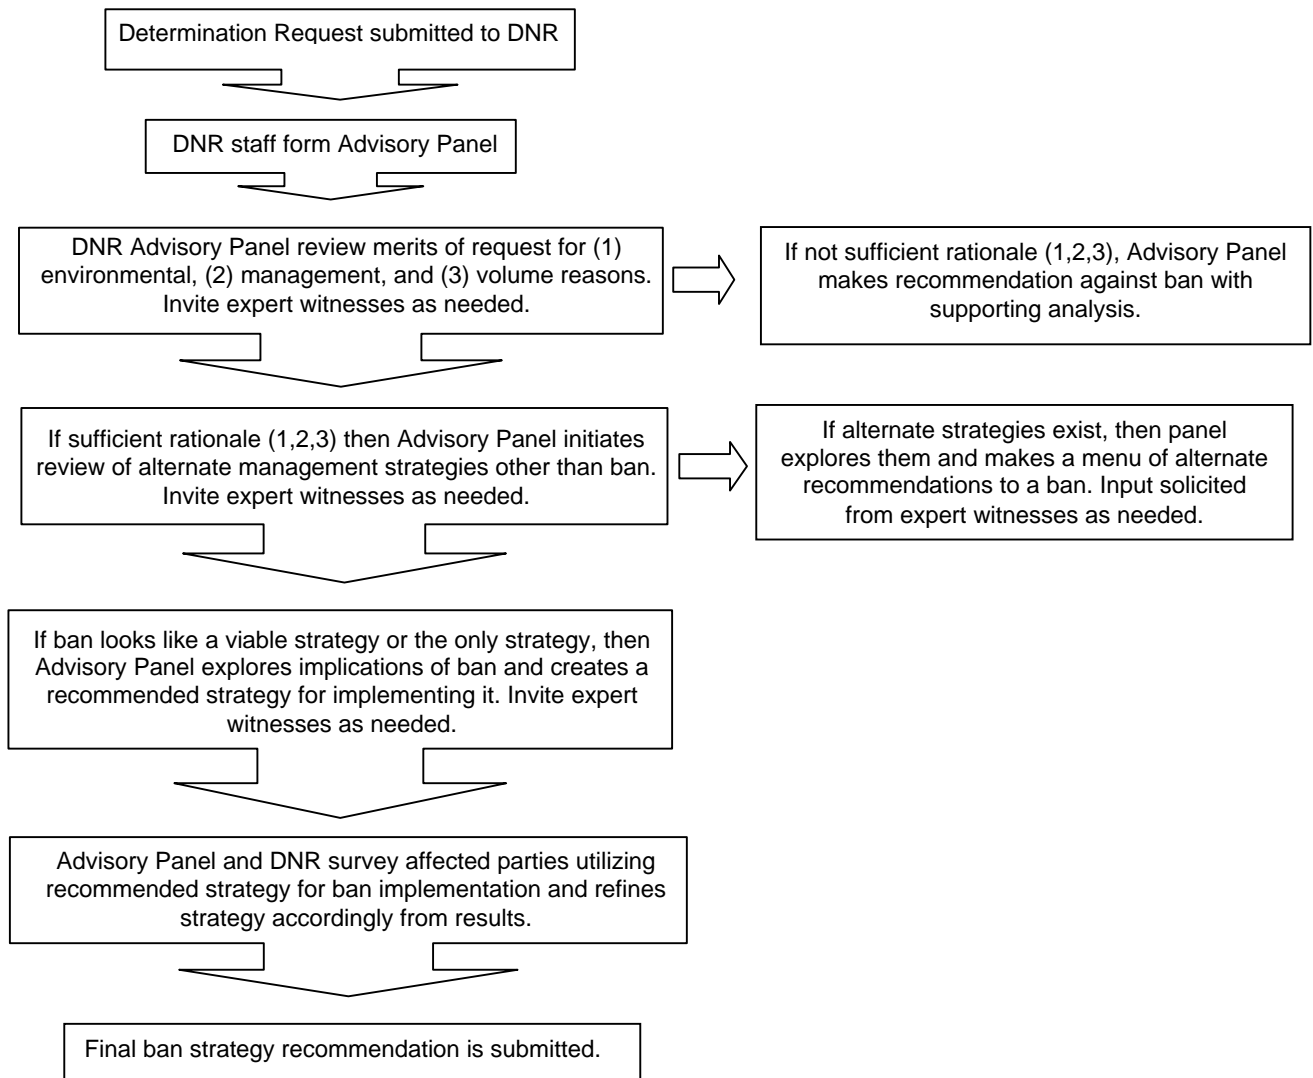 Determination Request submitted to DNR
DNR staff form Advisory Panel
DNR Advisory Panel review merits of request for (1)
environmental, (2) management, and (3) volume reasons.
Invite expert witnesses as needed.
If not sufficient rationale (1,2,3), Advisory Panel
makes recommendation against ban with
supporting analysis.
If sufficient rationale (1,2,3) then Advisory Panel initiates
review of alternate management strategies other than ban.
Invite expert witnesses as needed.
If alternate strategies exist, then panel
explores them and makes a menu of alternate
recommendations to a ban. Input solicited
from expert witnesses as needed.
If ban looks like a viable strategy or the only strategy, then
Advisory Panel explores implications of ban and creates a
recommended strategy for implementing it. Invite expert
witnesses as needed.
Advisory Panel and DNR survey affected parties utilizing
recommended strategy for ban implementation and refines
strategy accordingly from results.
Final ban strategy recommendation is submitted.